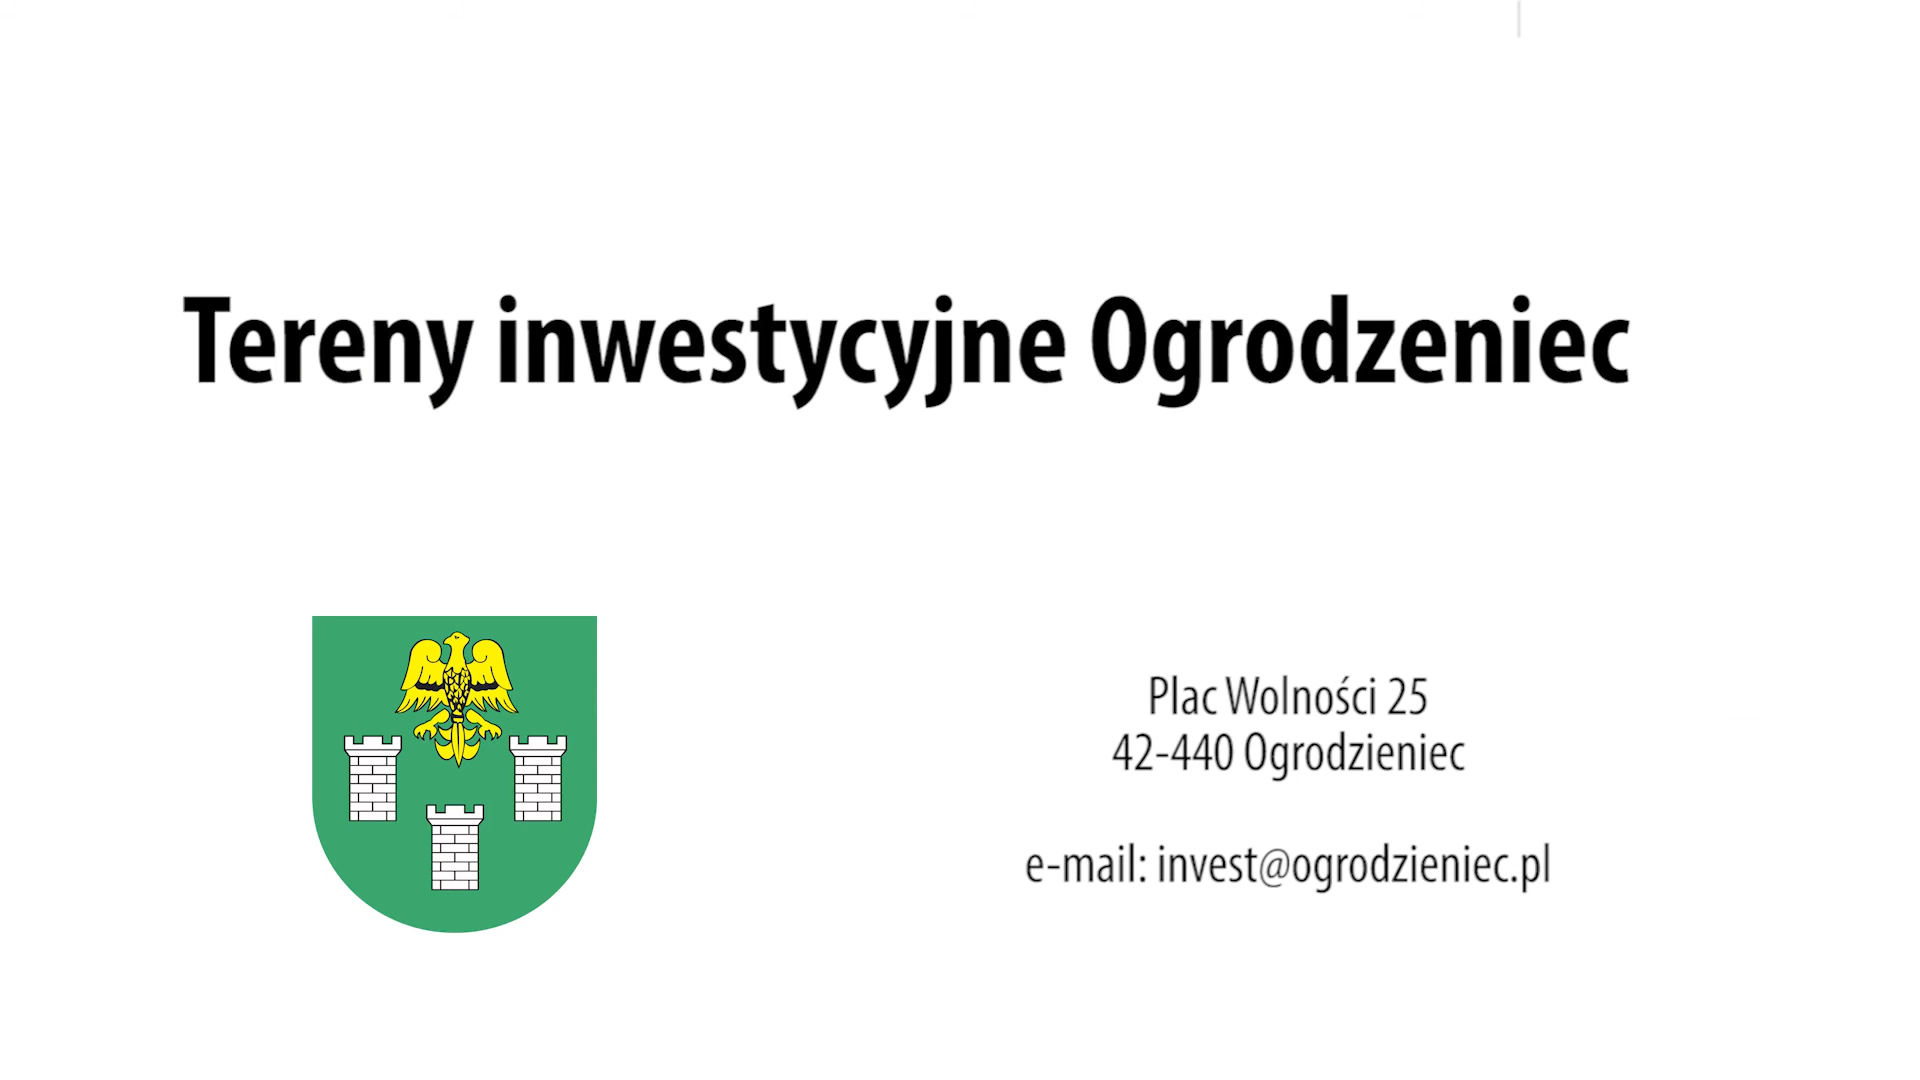 Tereny inwestycyjne Ogrodzeniec
Plac Wolności 25
42-440 Ogrodzieniec
e-mail: invest@ogrodzieniec.pl